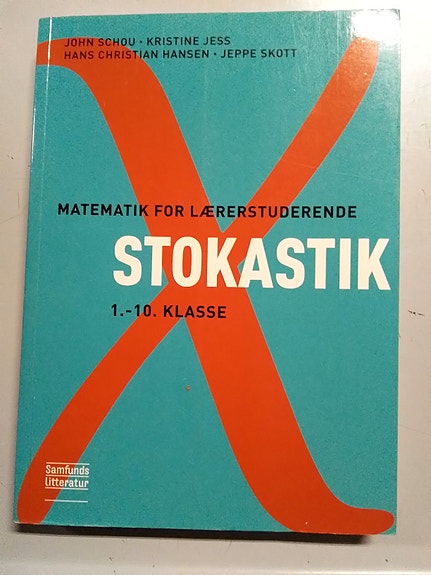 JOHN SCHOU • KRISTINE JESS
HANS CHRISTIAN HANSEN • JEPPE SKOTT
MATEMATIK FOR LÆRERSTUDERENDE
STOKASTIK
1.-10. KLASSE
Samfunds
litteratur